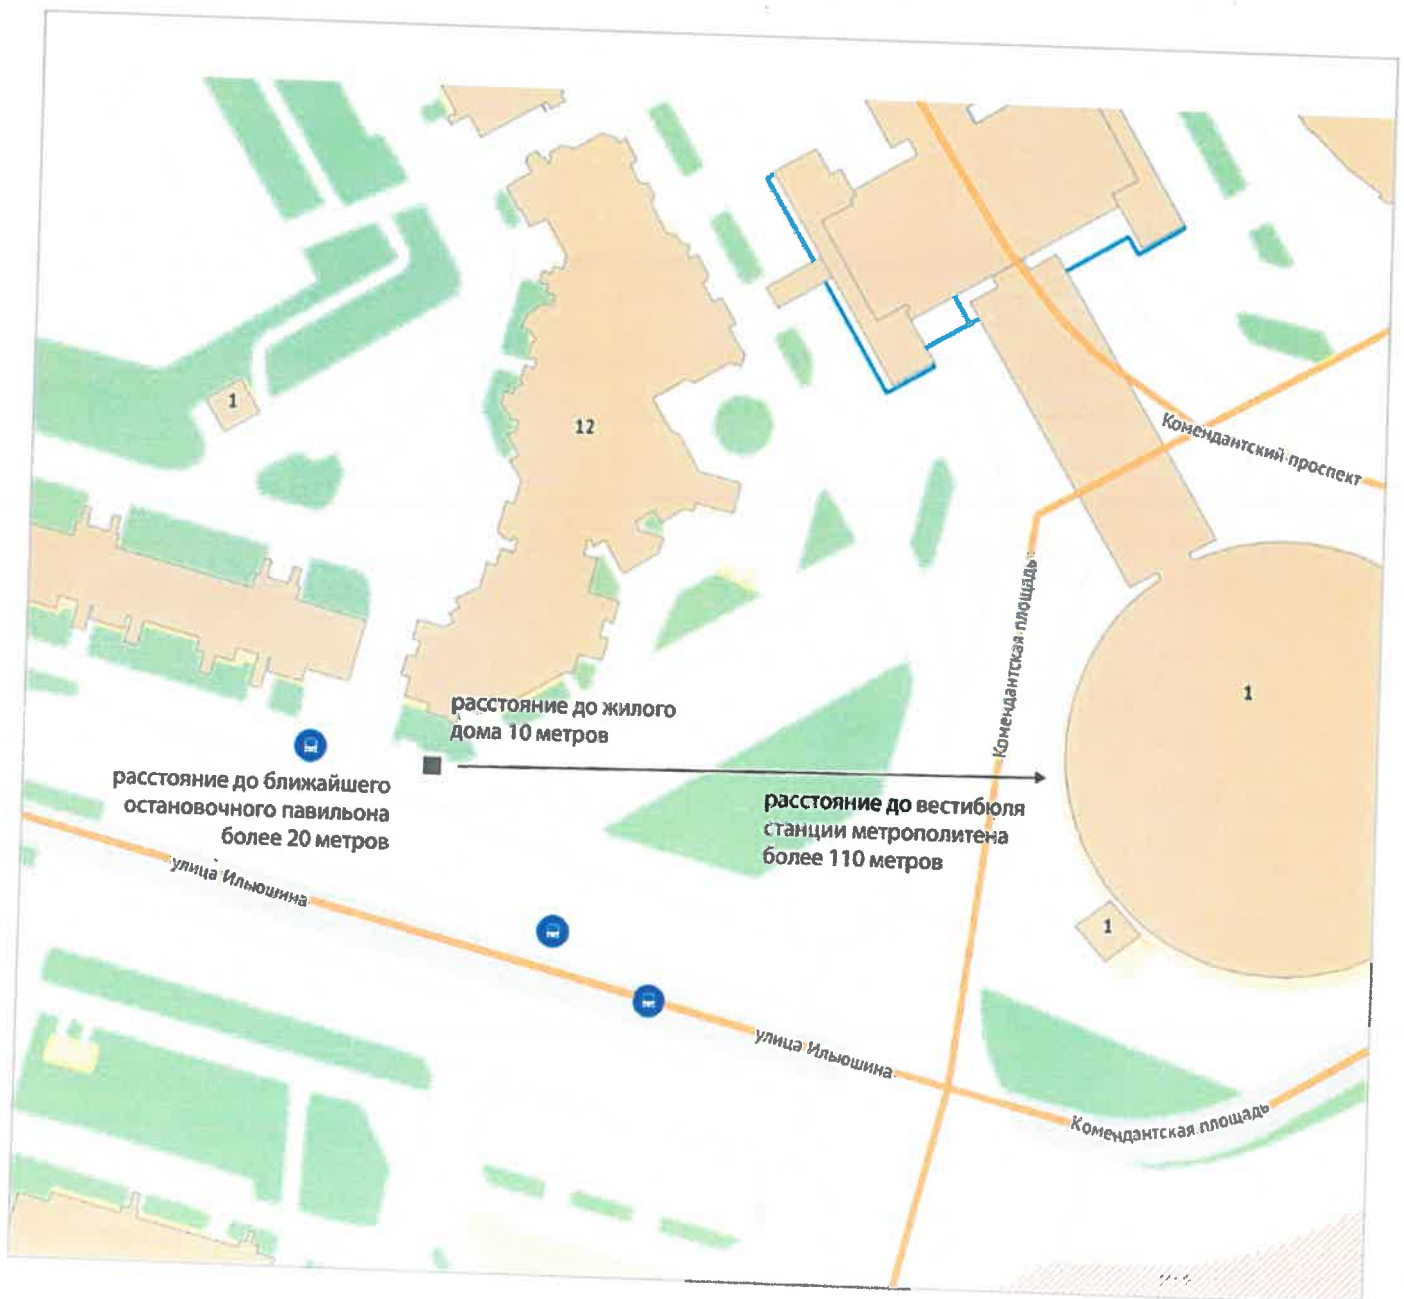 1
12
Комендантский проспект
Комендантская площадь
1
расстояние до жилого
дома 10 метров
расстояние до ближайшего
остановочного павильона
более 20 метров
расстояние до вестибюля
станции метрополитена
более 110 метров
улица Ильюшина
1
улица Ильюшина
Комендантская площадь